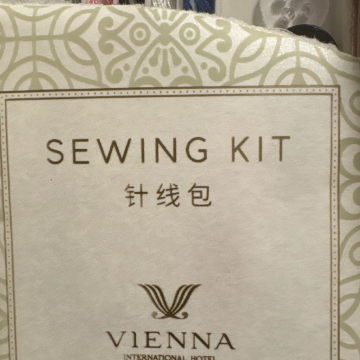 SEWING KIT
针线包
VIENNA
INTERNATIONAL HOTEL